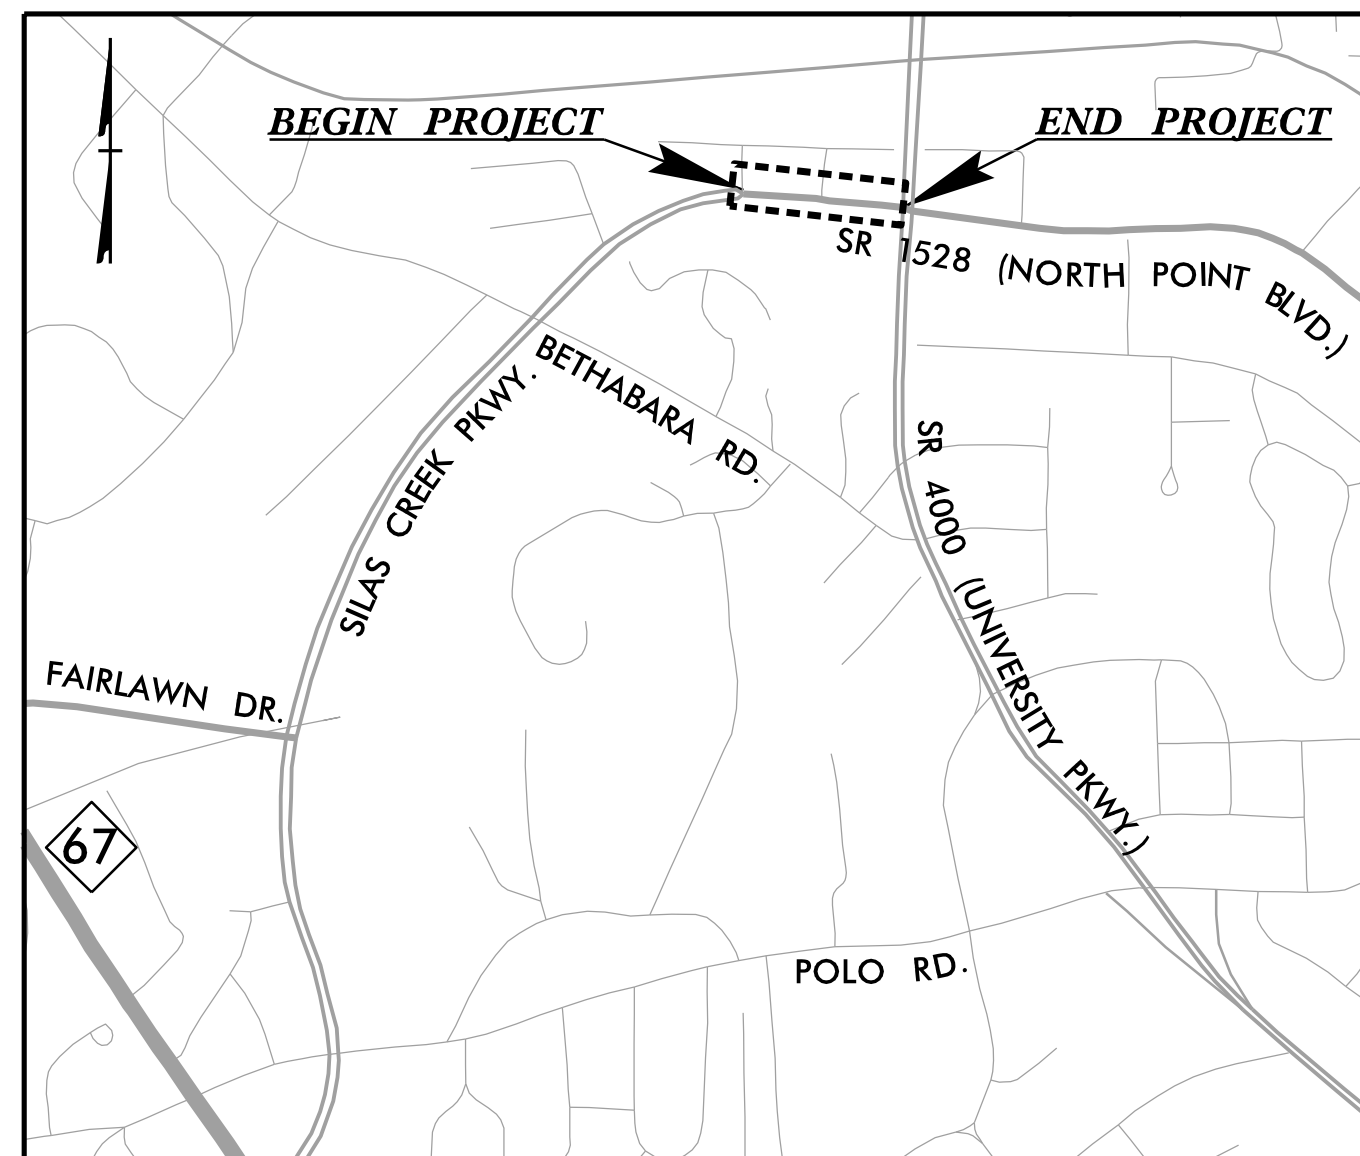 BEGIN PROJECT
END PROJECT
SR 1528 (NORTH POINT BLVD.)
BETHABARA RD.
SILAS CREEK PKWY.
SR 4000 (UNIVERSITY PKWY.)
FAIRLAWN DR.
67
POLO RD.